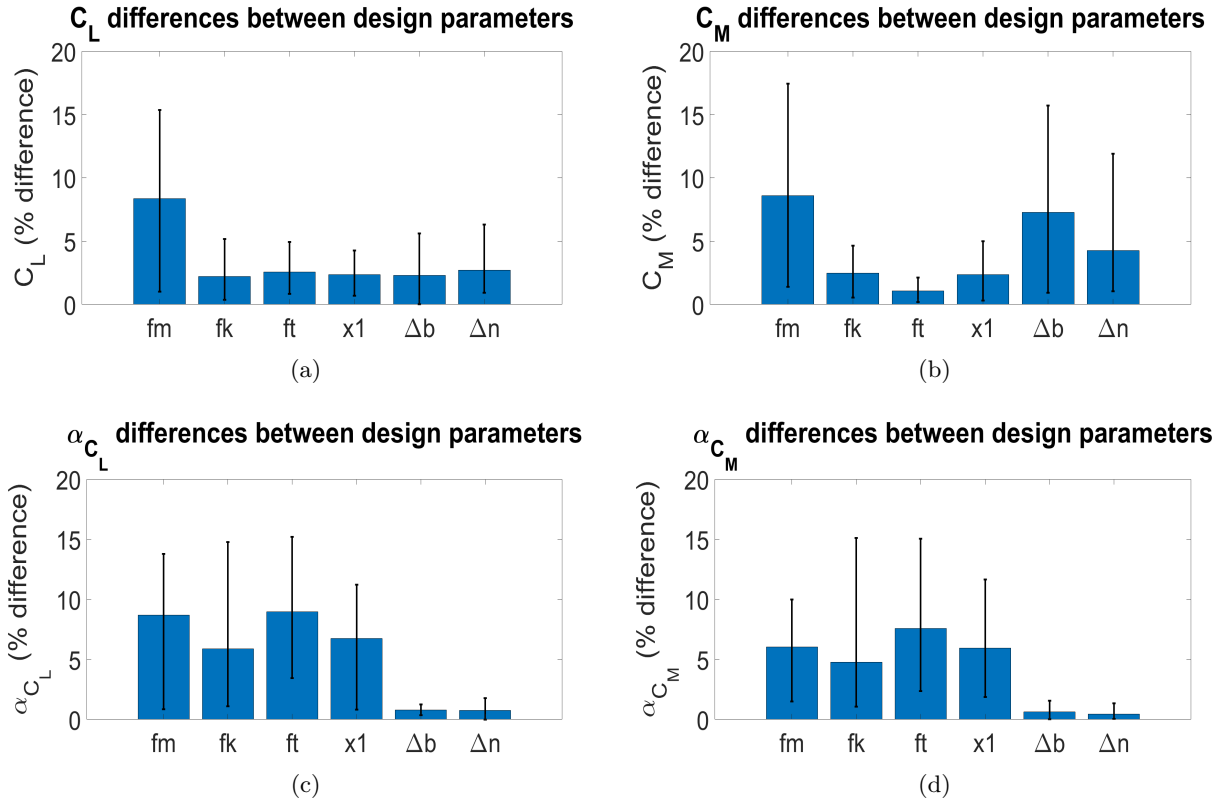 C_L differences between design parameters
C_L (% difference)
20
15
10
5
0
fm fk ft x1 Δb Δn
(a)
C_M differences between design parameters
C_M (% difference)
20
15
10
5
0
fm fk ft x1 Δb Δn
(b)
α_{C_L} differences between design parameters
α_{C_L} (% difference)
20
15
10
5
0
fm fk ft x1 Δb Δn
(c)
α_{C_M} differences between design parameters
α_{C_M} (% difference)
20
15
10
5
0
fm fk ft x1 Δb Δn
(d)